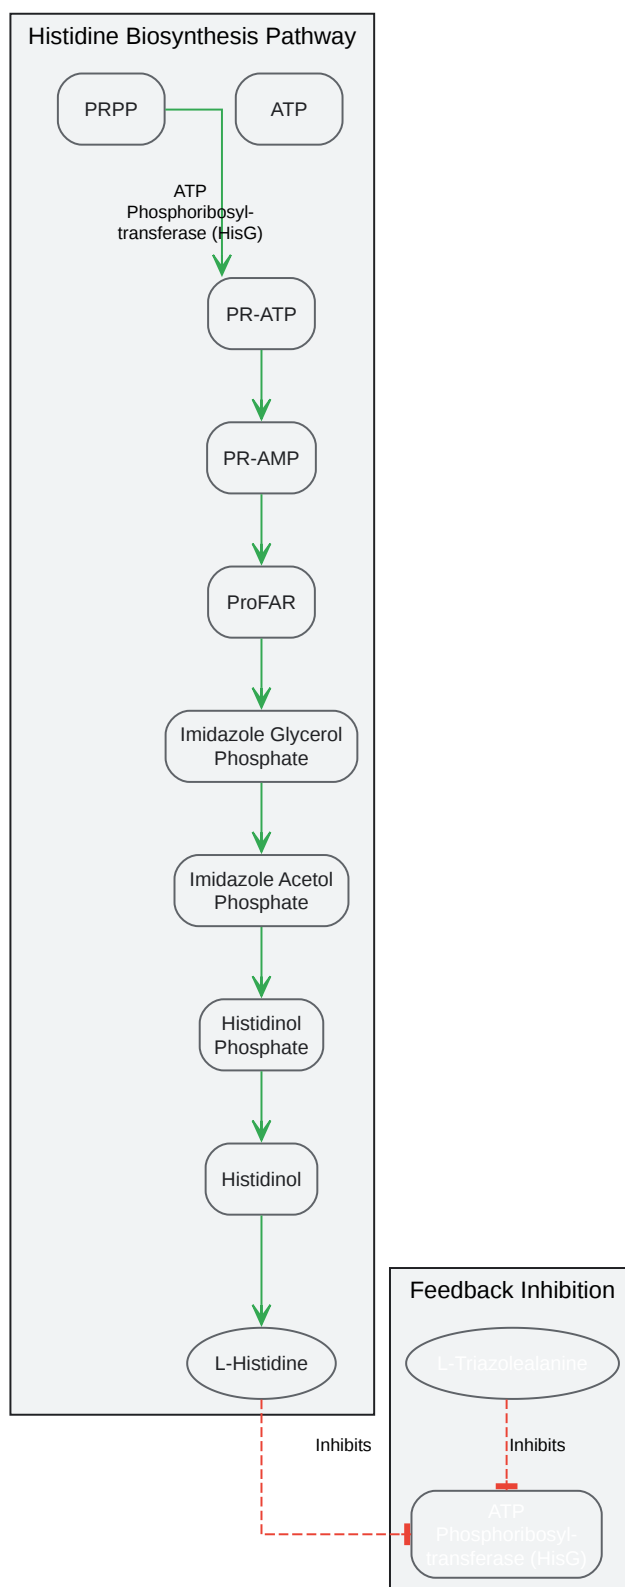 Histidine Biosynthesis Pathway
PRPP
ATP
ATP
Phosphoribosyl-
transferase (HisG)
PR-ATP
PR-AMP
ProFAR
Imidazole Glycerol
Phosphate
Imidazole Acetol
Phosphate
Histidinol
Phosphate
Histidinol
L-Histidine
Inhibits
Feedback Inhibition
L-Triazolealanine
Inhibits
ATP
Phosphoribosyl-
transferase (HisG)